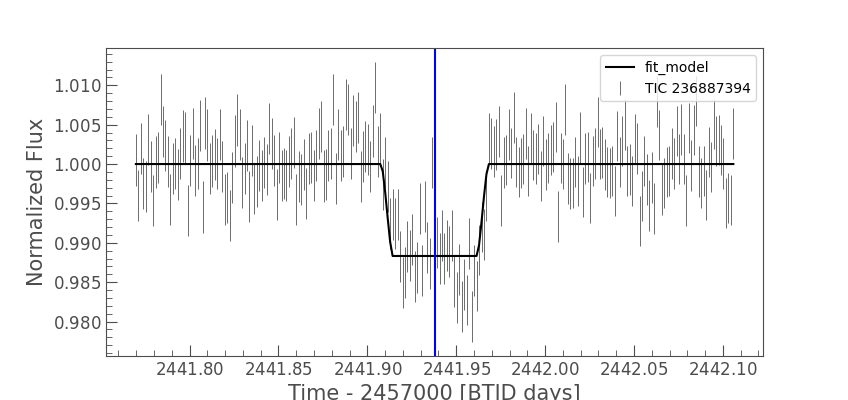 fit_model
TIC 236887394
1.010
1.005
1.000
0.995
0.990
0.985
0.980
Normalized Flux
2441.80 2441.85 2441.90 2441.95 2442.00 2442.05 2442.10
Time - 2457000 [BTJD days]